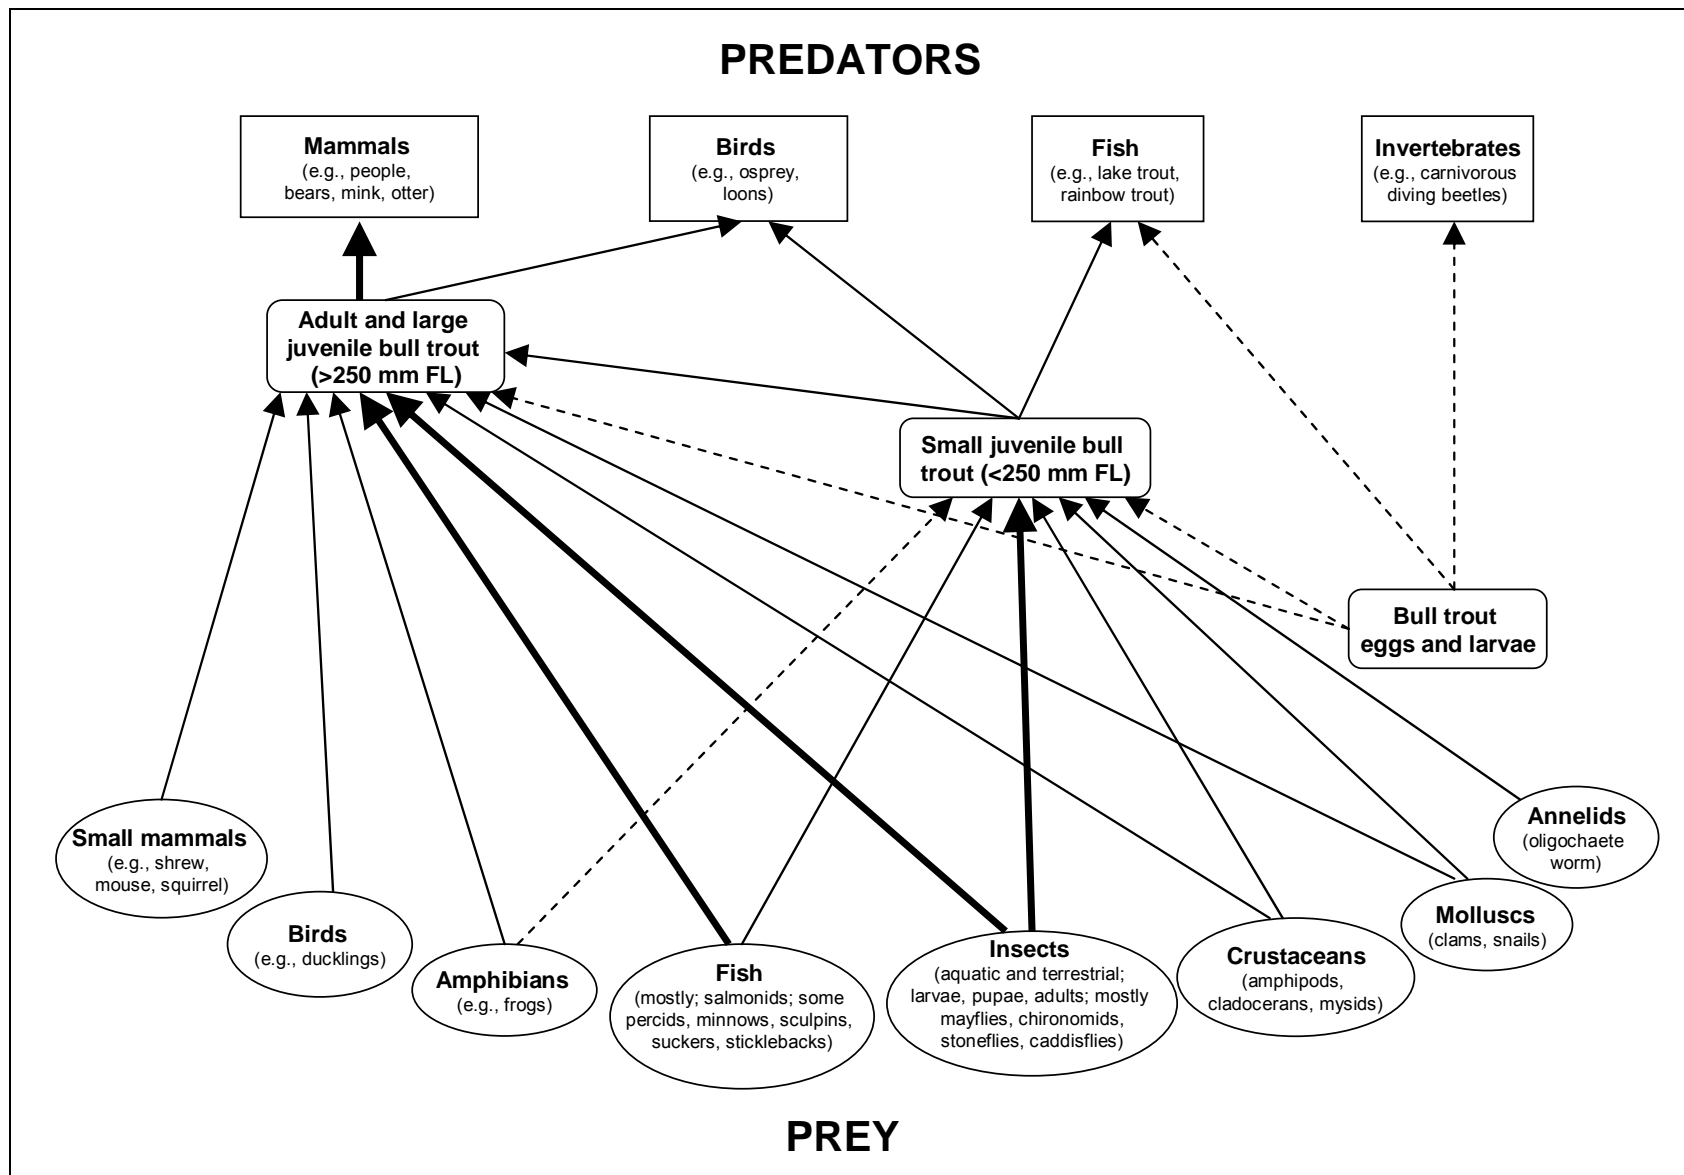 PREDATORS
Mammals
(e.g., people,
bears, mink, otter)
Birds
(e.g., osprey,
loons)
Fish
(e.g., lake trout,
rainbow trout)
Invertebrates
(e.g., carnivorous
diving beetles)
Adult and large
juvenile bull trout
(>250 mm FL)
Small juvenile bull
trout (<250 mm FL)
Bull trout
eggs and larvae
Small mammals
(e.g., shrew,
mouse, squirrel)
Birds
(e.g., ducklings)
Amphibians
(e.g., frogs)
Fish
(mostly; salmonids; some
percids, minnows, sculpins,
suckers, sticklebacks)
Insects
(aquatic and terrestrial;
larvae, pupae, adults; mostly
mayflies, chironomids,
stoneflies, caddisflies)
Crustaceans
(amphipods,
cladocerans, mysids)
Molluscs
(clams, snails)
Annelids
(oligochaete
worm)
PREY